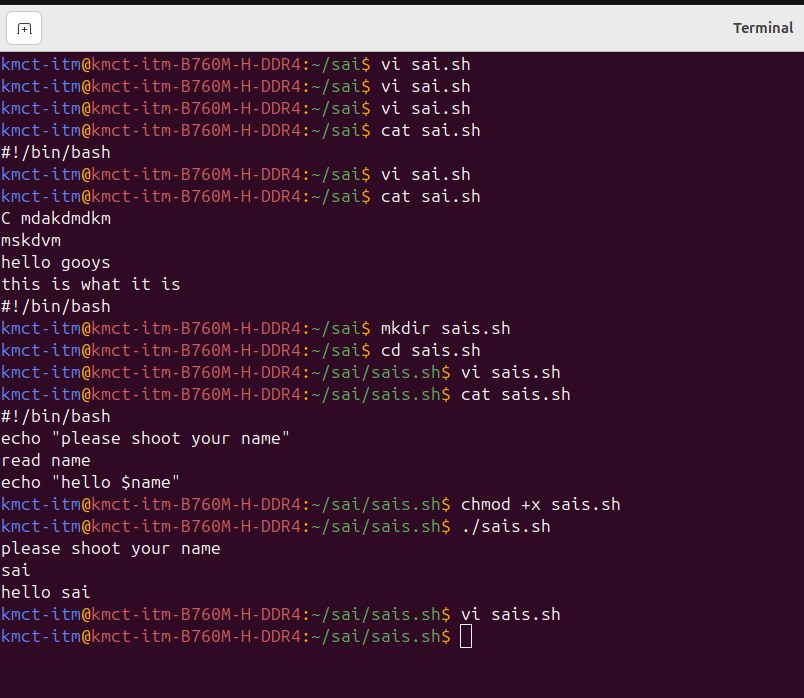 Terminal
kmct-itm@kmct-itm-B760M-H-DDR4:~/sai$ vi sai.sh
kmct-itm@kmct-itm-B760M-H-DDR4:~/sai$ vi sai.sh
kmct-itm@kmct-itm-B760M-H-DDR4:~/sai$ vi sai.sh
kmct-itm@kmct-itm-B760M-H-DDR4:~/sai$ cat sai.sh
#!/bin/bash
kmct-itm@kmct-itm-B760M-H-DDR4:~/sai$ vi sai.sh
kmct-itm@kmct-itm-B760M-H-DDR4:~/sai$ cat sai.sh
C mdakdmdkm
mskdvm
hello gooys
this is what it is
#!/bin/bash
kmct-itm@kmct-itm-B760M-H-DDR4:~/sai$ mkdir sais.sh
kmct-itm@kmct-itm-B760M-H-DDR4:~/sai$ cd sais.sh
kmct-itm@kmct-itm-B760M-H-DDR4:~/sai/sais.sh$ vi sais.sh
kmct-itm@kmct-itm-B760M-H-DDR4:~/sai/sais.sh$ cat sais.sh
#!/bin/bash
echo "please shoot your name"
read name
echo "hello $name"
kmct-itm@kmct-itm-B760M-H-DDR4:~/sai/sais.sh$ chmod +x sais.sh
kmct-itm@kmct-itm-B760M-H-DDR4:~/sai/sais.sh$ ./sais.sh
please shoot your name
sai
hello sai
kmct-itm@kmct-itm-B760M-H-DDR4:~/sai/sais.sh$ vi sais.sh
kmct-itm@kmct-itm-B760M-H-DDR4:~/sai/sais.sh$